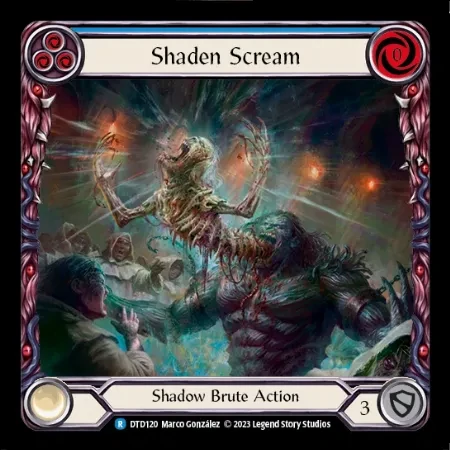 Shaden Scream
0
Shadow Brute Action
3
R DTD120 Marco González © 2023 Legend Story Studios